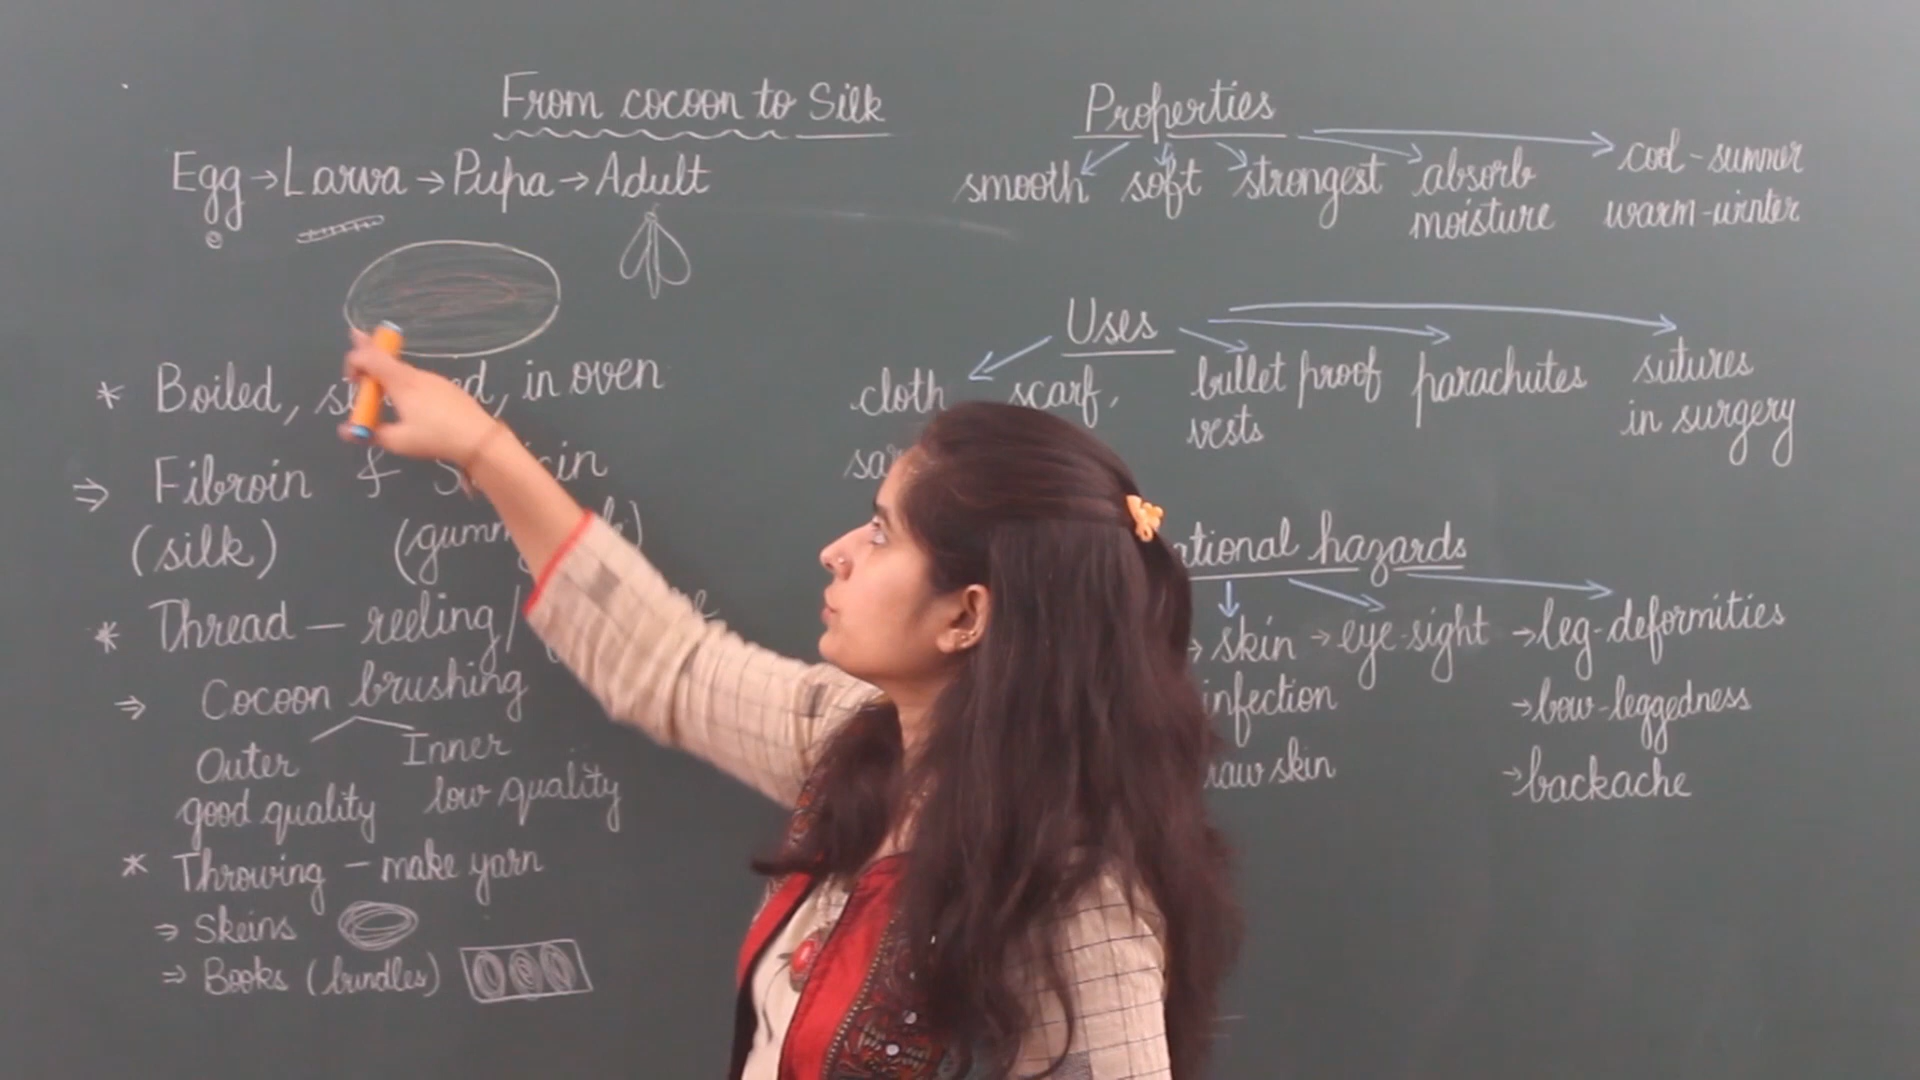 From cocoon to Silk
Egg → Larva → Pupa → Adult
* Boiled, in oven
⇒ Fibroin &
(silk)
* Thread — reeling/
⇒ Cocoon brushing
Outer Inner
good quality low quality
* Throwing — make yarn
⇒ Skeins
⇒ Books (bundles)
Properties
smooth soft strongest absorb moisture
cool - summer
warm - winter
Uses
cloth scarf,
bullet proof vests
parachutes
sutures
in surgery
hazards
→ skin infection
raw skin
→ eye-sight
→ leg-deformities
→ bow-leggedness
→ backache